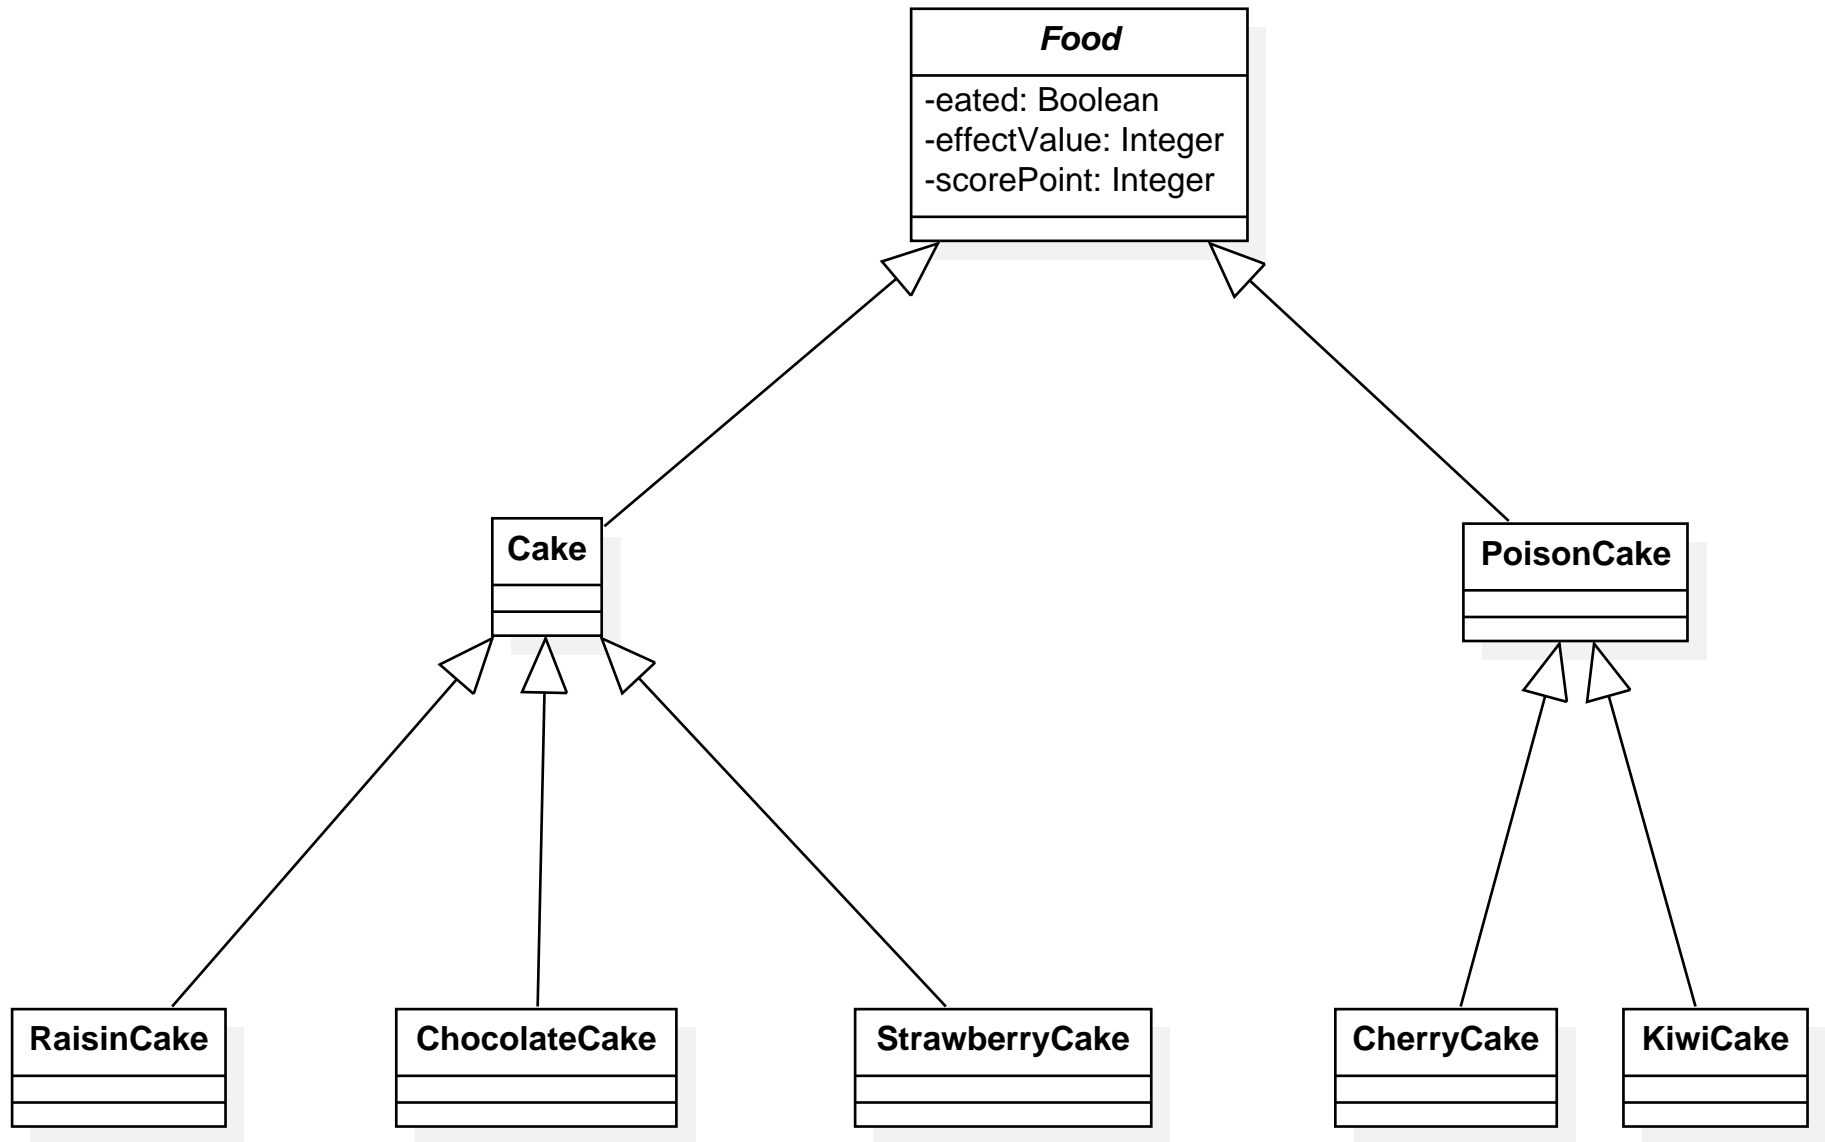 Food
-eated: Boolean
-effectValue: Integer
-scorePoint: Integer
Cake
PoisonCake
RaisinCake
ChocolateCake
StrawberryCake
CherryCake
KiwiCake